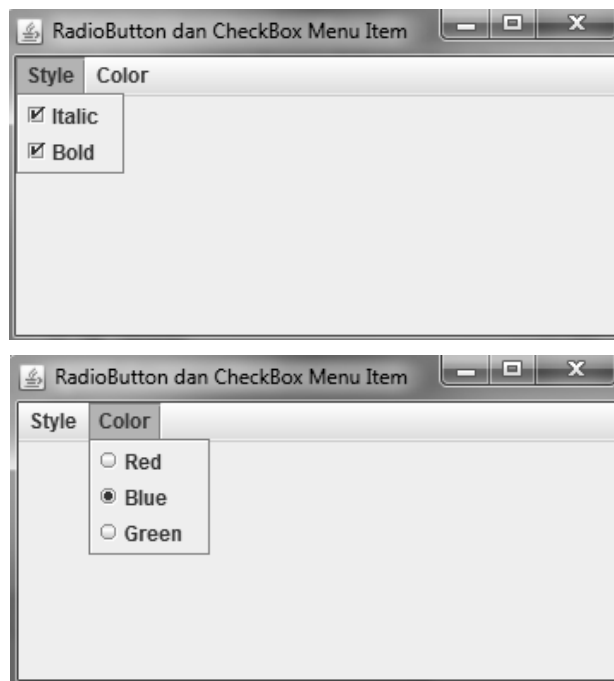 RadioButton dan CheckBox Menu Item
Style Color
Italic
Bold
RadioButton dan CheckBox Menu Item
Style Color
Red
Blue
Green